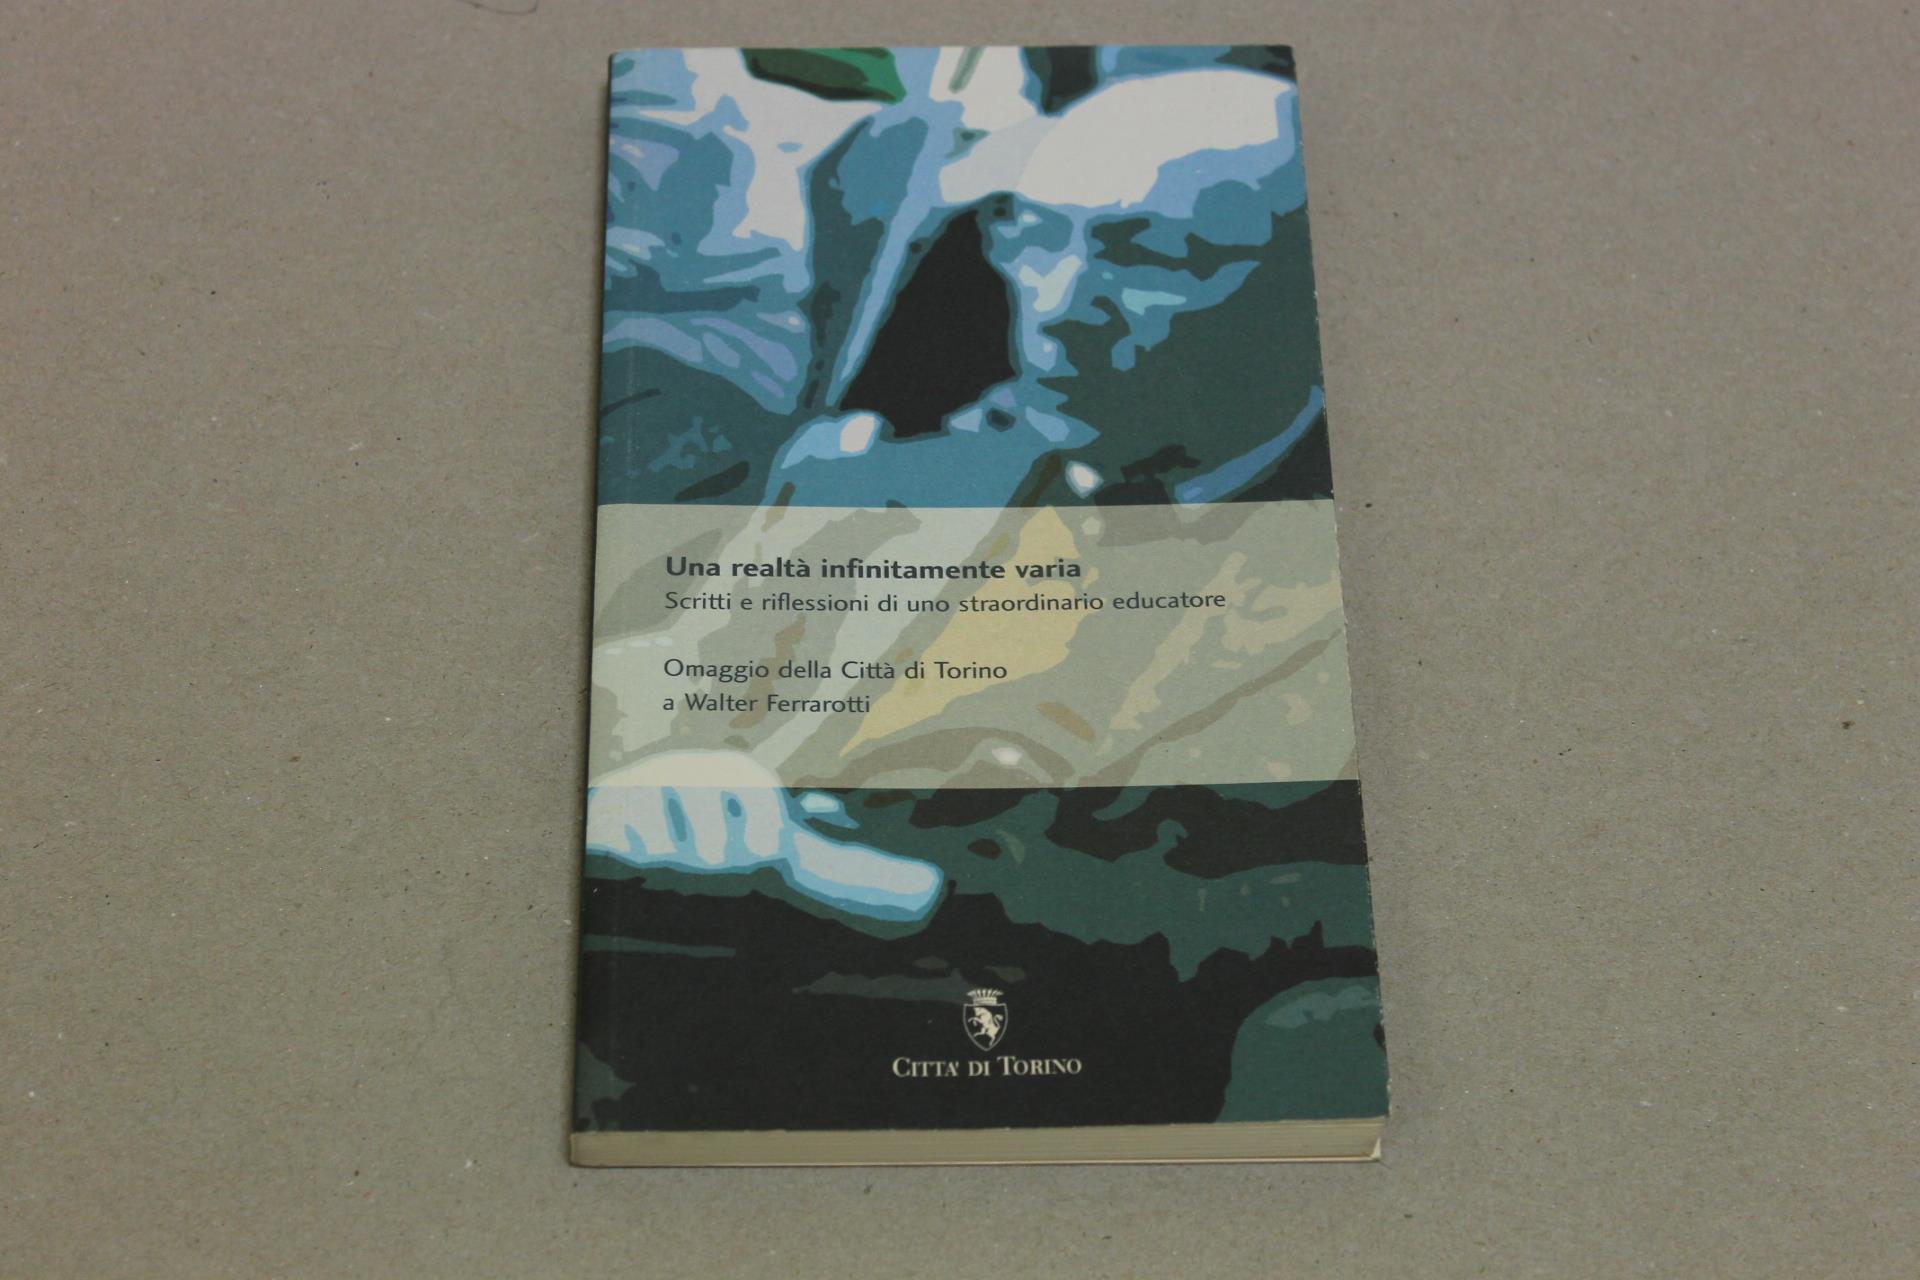 Una realtà infinitamente varia
Scritti e riflessioni di uno straordinario educatore
Omaggio della Città di Torino
a Walter Ferrarotti
CITTA' DI TORINO